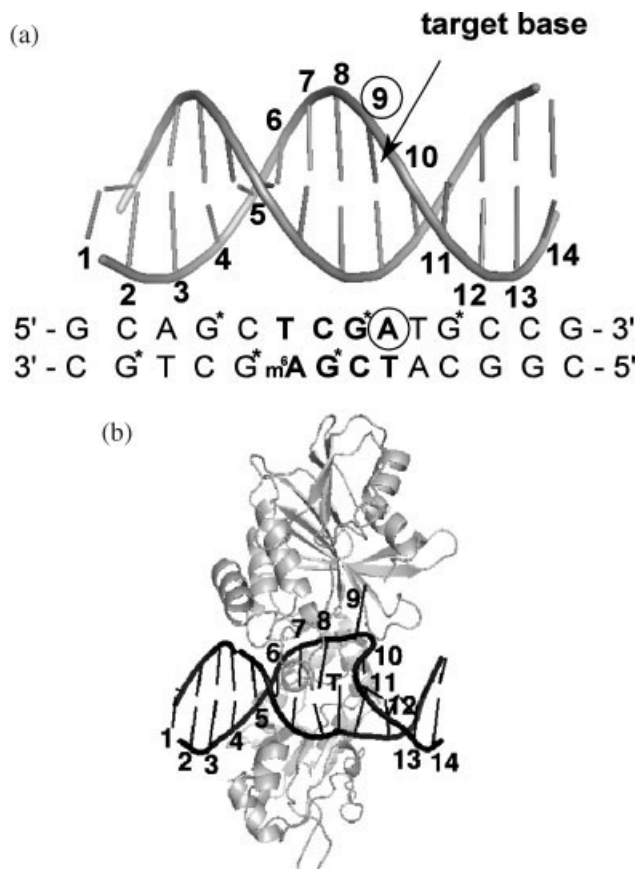 (a)
target base
1 2 3 4 5 6 7 8 9 10 11 12 13 14
5' - G C A G* C T C G* A T G* C C G - 3'
3' - C G* T C G* m6A G* C T A C G G C - 5'
(b)
1 2 3 4 5 6 7 8 9 10 11 12 13 14
T